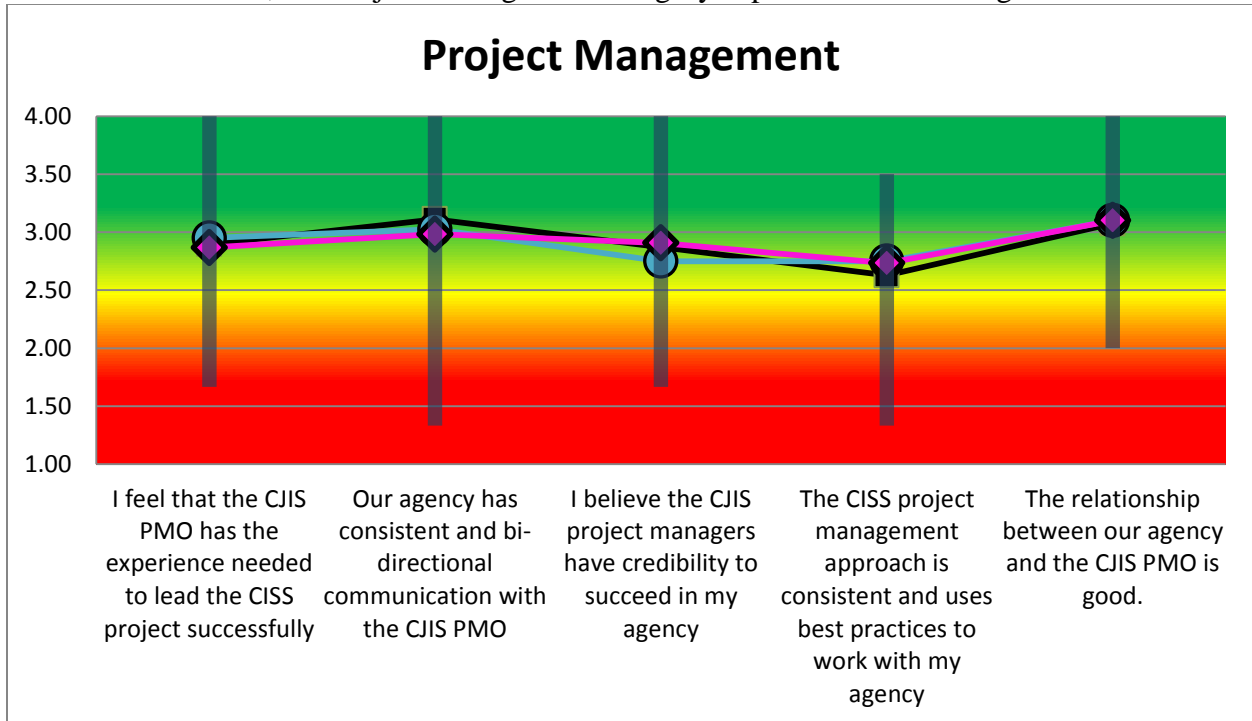 Project Management
4.00
3.50
3.00
2.50
2.00
1.50
1.00
I feel that the CJIS
PMO has the
experience needed
to lead the CISS
project successfully
Our agency has
consistent and bi-
directional
communication with
the CJIS PMO
I believe the CJIS
project managers
have credibility to
succeed in my
agency
The CISS project
management
approach is
consistent and uses
best practices to
work with my
agency
The relationship
between our agency
and the CJIS PMO is
good.